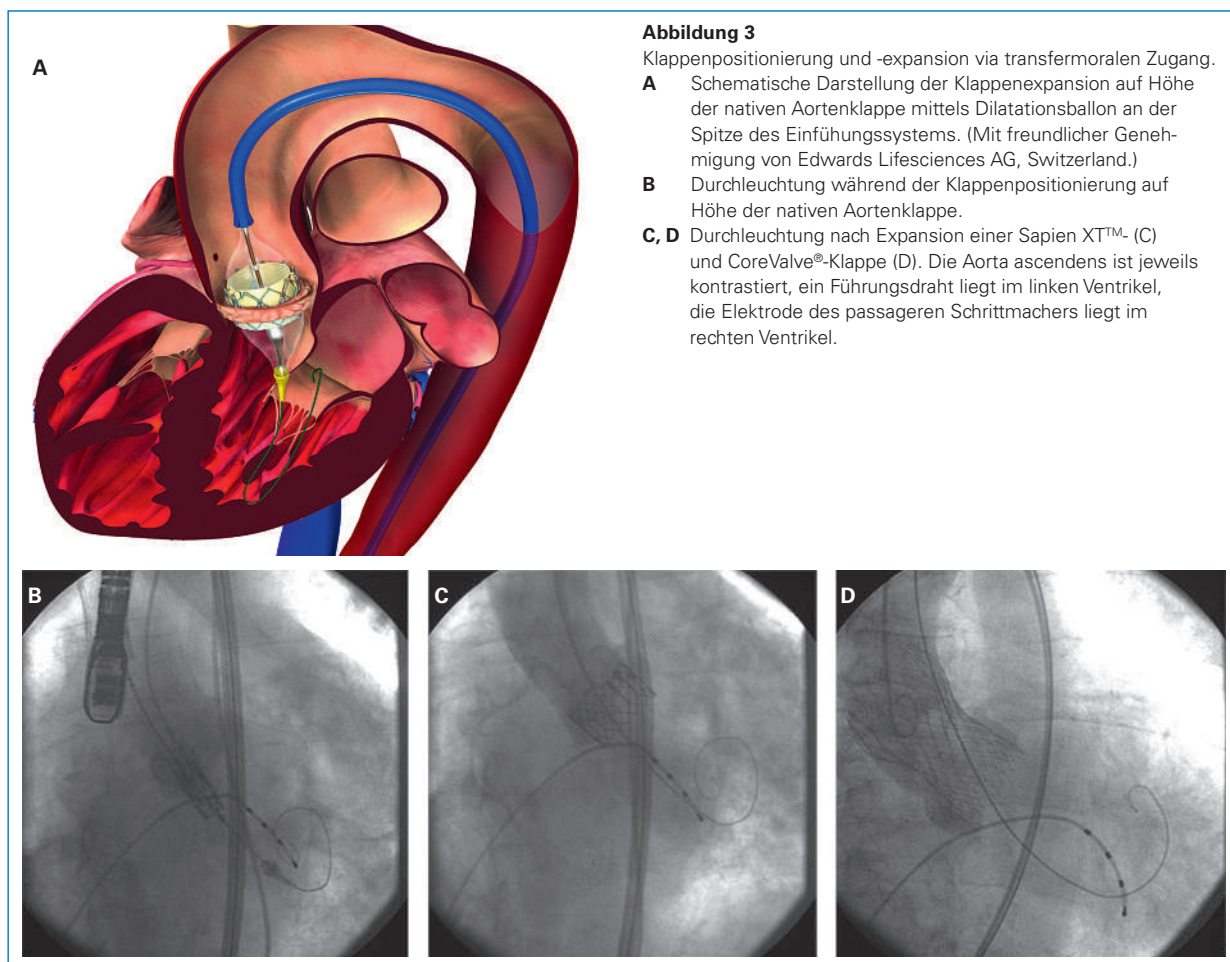 A
Abbildung 3
Klappenpositionierung und -expansion via transfermoralen Zugang.
A Schematische Darstellung der Klappenexpansion auf Höhe
der nativen Aortenklappe mittels Dilatationsballon an der
Spitze des Einfühungssystems. (Mit freundlicher Geneh-
migung von Edwards Lifesciences AG, Switzerland.)
B Durchleuchtung während der Klappenpositionierung auf
Höhe der nativen Aortenklappe.
C, D Durchleuchtung nach Expansion einer Sapien XT™- (C)
und CoreValve®-Klappe (D). Die Aorta ascendens ist jeweils
kontrastiert, ein Führungsdraht liegt im linken Ventrikel,
die Elektrode des passageren Schrittmachers liegt im
rechten Ventrikel.
B
C
D